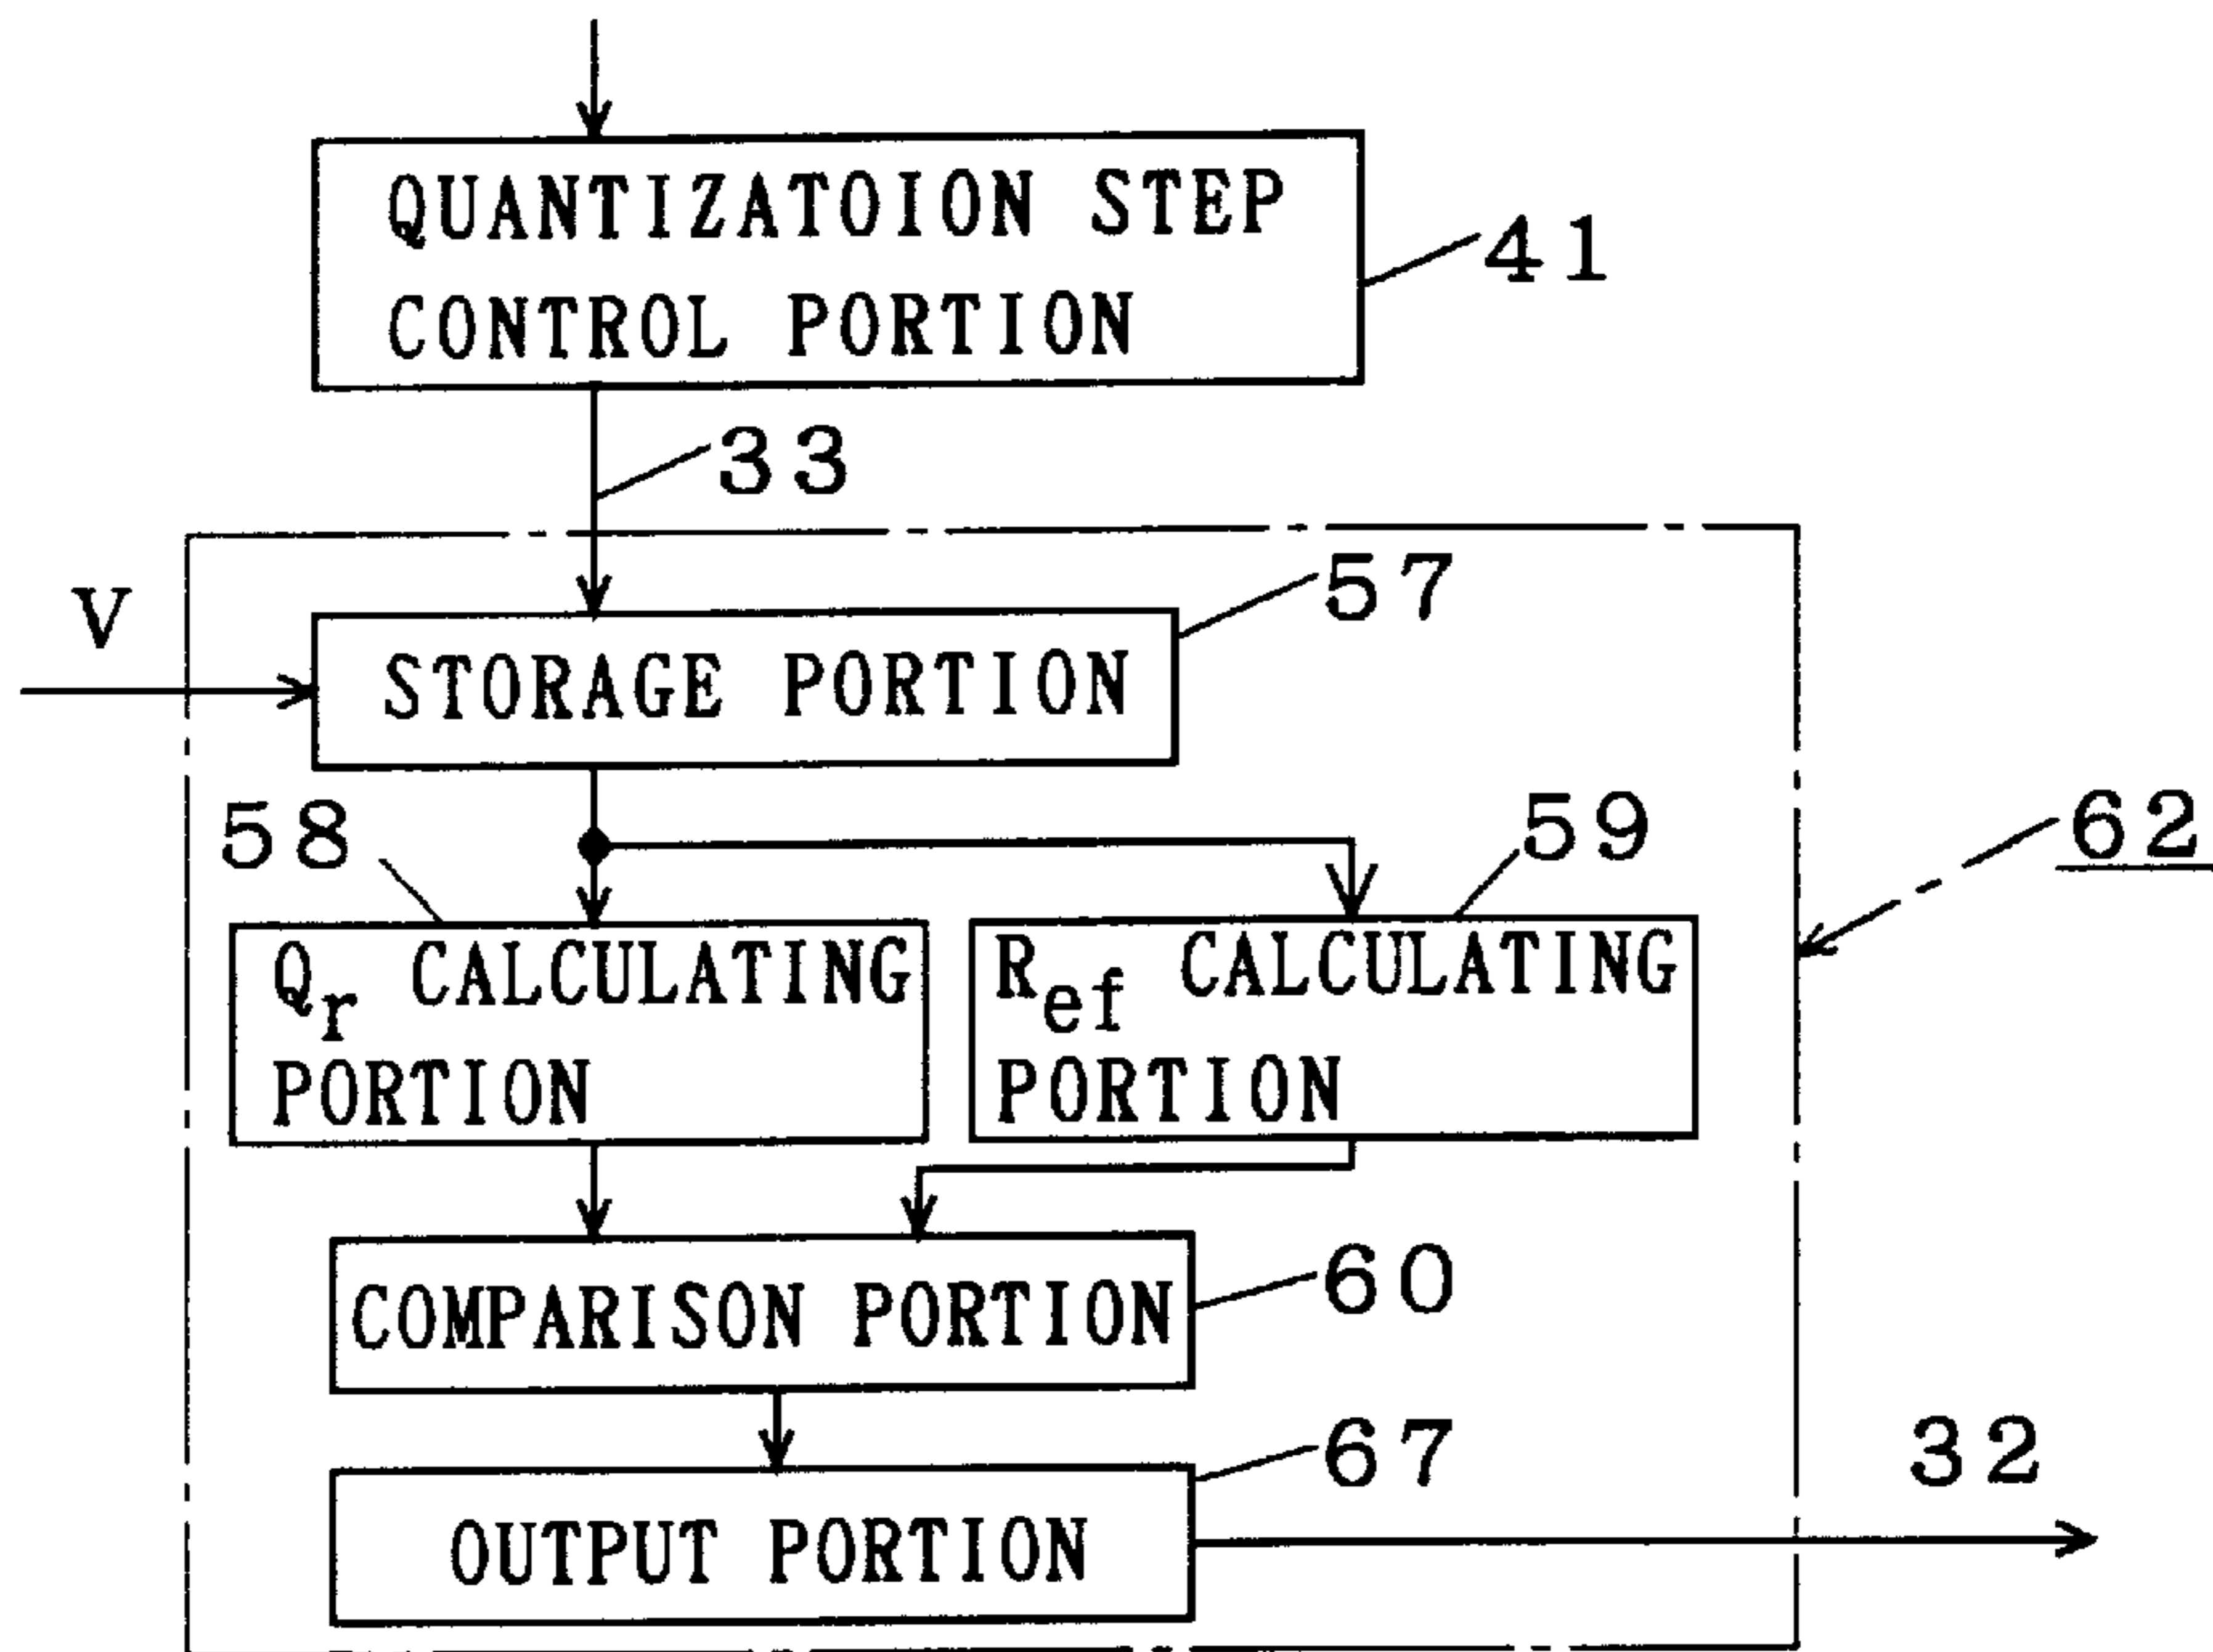 QUANTIZATOION STEP
CONTROL PORTION
41
33
V
57
STORAGE PORTION
58
59
62
Qr CALCULATING
PORTION
Ref CALCULATING
PORTION
COMPARISON PORTION
60
67
32
OUTPUT PORTION